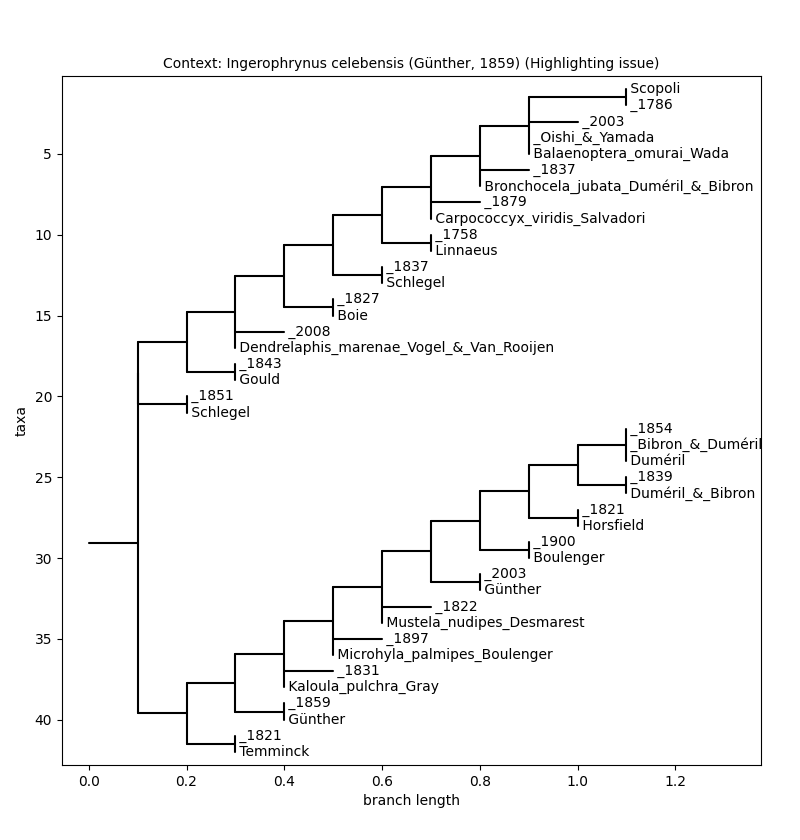 Context: Ingerophrynus celebensis (Günther, 1859) (Highlighting issue)
Scopoli
_1786
_2003
_Oishi_&_Yamada
Balaenoptera_omurai_Wada
_1837
Bronchocela_jubata_Duméril_&_Bibron
_1879
Carpococcyx_viridis_Salvadori
_1758
Linnaeus
_1837
Schlegel
_1827
Boie
_2008
Dendrelaphis_marenae_Vogel_&_Van_Rooijen
_1843
Gould
_1851
Schlegel
_1854
_Bibron_&_Duméril
Duméril
_1839
Duméril_&_Bibron
_1821
Horsfield
_1900
Boulenger
_2003
Günther
_1822
Mustela_nudipes_Desmarest
_1897
Microhyla_palmipes_Boulenger
_1831
Kaloula_pulchra_Gray
_1859
Günther
_1821
Temminck
5
10
15
20
25
30
35
40
taxa
0.0 0.2 0.4 0.6 0.8 1.0 1.2
branch length